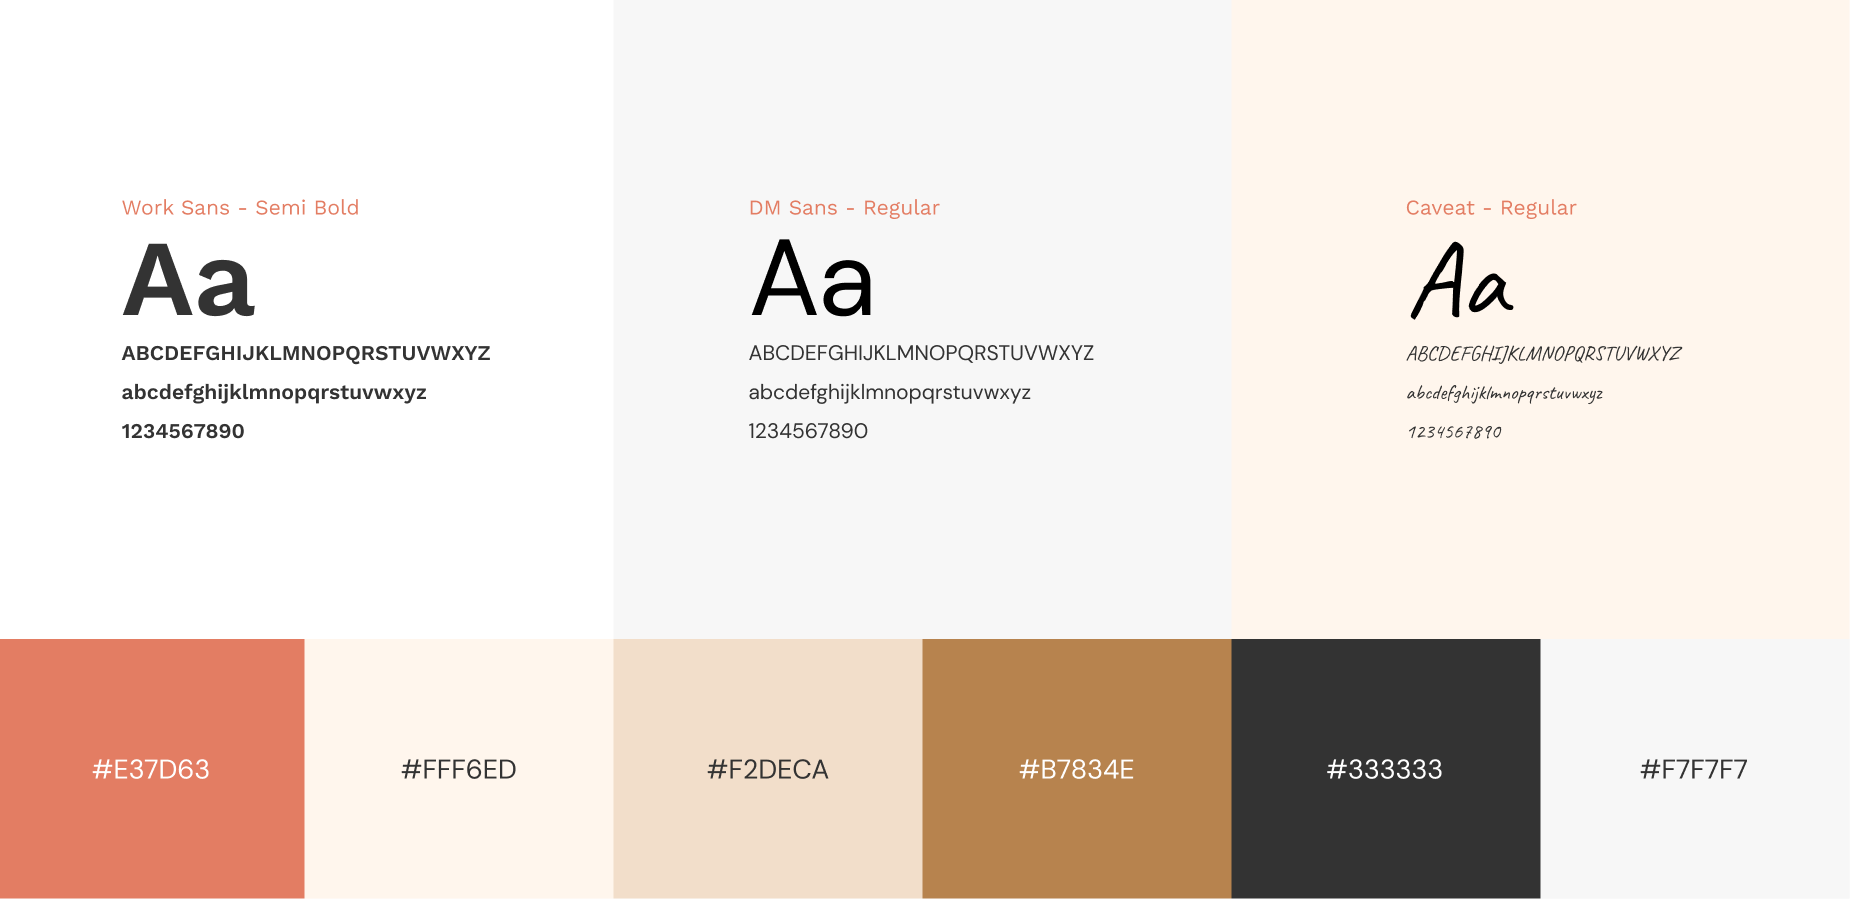 Work Sans - Semi Bold
Aa
ABCDEFGHIJKLMNOPQRSTUVWXYZ
abcdefghijklmnopqrstuvwxyz
1234567890
DM Sans - Regular
Aa
ABCDEFGHIJKLMNOPQRSTUVWXYZ
abcdefghijklmnopqrstuvwxyz
1234567890
Caveat - Regular
Aa
ABCDEFGHIJKLMNOPQRSTUVWXYZ
abcdefghijklmnopqrstuvwxyz
1234567890
#E37D63
#FFF6ED
#F2DECA
#B7834E
#333333
#F7F7F7